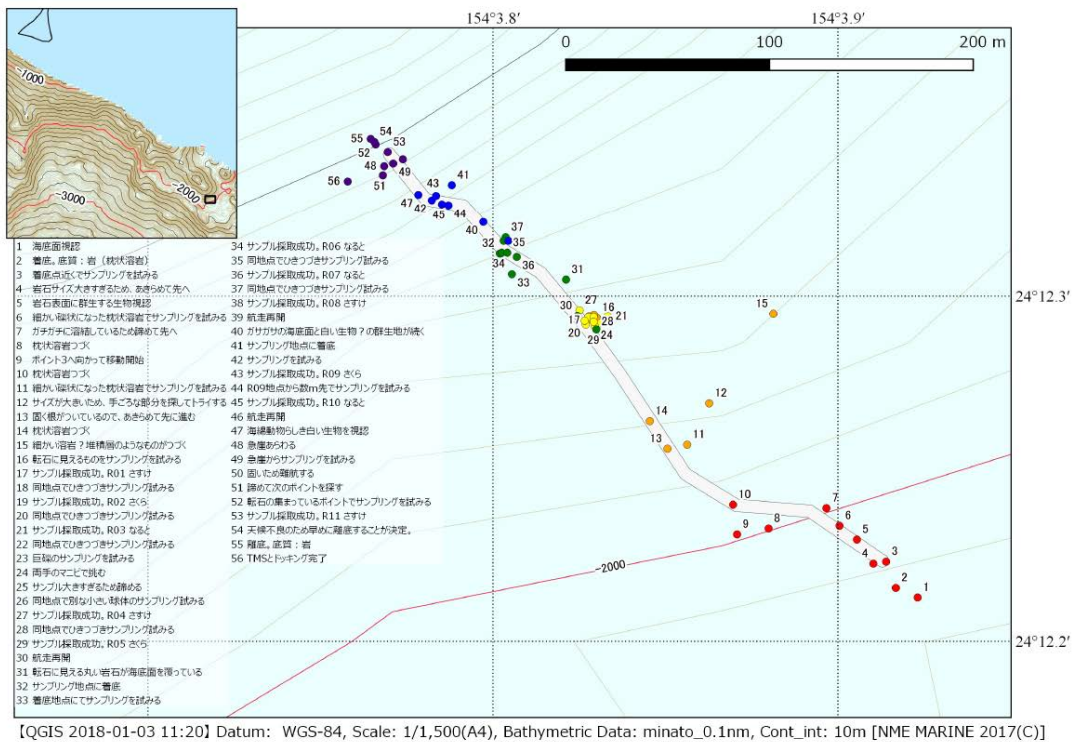 154°3.8'
154°3.9'
0
100
200 m
-1000
-2000
-3000
24°12.3'
24°12.2'
-2000
1 海底面視認
2 着底。底質：岩（枕状溶岩）
3 着底点近くでサンプリングを試みる
4 岩石サイズ大きすぎるため、あきらめて先へ
5 岩石表面に群生する生物視認
6 細かい礫状になった枕状溶岩でサンプリングを試みる
7 ガチガチに溶結しているため諦めて先へ
8 枕状溶岩つづく
9 ポイント3へ向かって移動開始
10 枕状溶岩つづく
11 細かい礫状になった枕状溶岩でサンプリングを試みる
12 サイズが大きいため、手ごろな部分を探してトライする
13 固く根がついているので、あきらめて先に進む
14 枕状溶岩つづく
15 細かい溶岩？堆積層のようなものがつづく
16 転石に見えるものをサンプリングを試みる
17 サンプル採取成功。R01 さすけ
18 同地点でひきつづきサンプリング試みる
19 サンプル採取成功。R02 さくら
20 同地点でひきつづきサンプリング試みる
21 サンプル採取成功。R03 なると
22 同地点でひきつづきサンプリング試みる
23 巨礫のサンプリングを試みる
24 両手のマニピで挑む
25 サンプル大きすぎるため諦める
26 同地点で別な小さい球体のサンプリング試みる
27 サンプル採取成功。R04 さすけ
28 同地点でひきつづきサンプリング試みる
29 サンプル採取成功。R05 さくら
30 航走再開
31 転石に見える丸い岩石が海底面を覆っている
32 サンプリング地点に着底
33 着底地点にてサンプリングを試みる
34 サンプル採取成功。R06 なると
35 同地点でひきつづきサンプリング試みる
36 サンプル採取成功。R07 なると
37 同地点でひきつづきサンプリング試みる
38 サンプル採取成功。R08 さすけ
39 航走再開
40 ガサガサの海底面と白い生物？の群生地が続く
41 サンプリング地点に着底
42 サンプリングを試みる
43 サンプル採取成功。R09 さくら
44 R09地点から数m先でサンプリングを試みる
45 サンプル採取成功。R10 なると
46 航走再開
47 海綿動物らしき白い生物を視認
48 急崖あらわる
49 急崖からサンプリングを試みる
50 固いため難航する
51 諦めて次のポイントを探す
52 転石の集まっているポイントでサンプリングを試みる
53 サンプル採取成功。R11 さすけ
54 天候不良のため早めに離底することが決定。
55 離底。底質：岩
56 TMSとドッキング完了
55
54
52
53
48
49
56
51
41
43
47
42
45
44
40
37
32
35
34
36
33
31
30
27
16
17
21
28
20
24
29
15
12
14
13
11
10
9
8
7
6
5
4
3
2
1
【QGIS 2018-01-03 11:20】 Datum: WGS-84, Scale: 1/1,500(A4), Bathymetric Data: minato_0.1nm, Cont_int: 10m [NME MARINE 2017(C)]